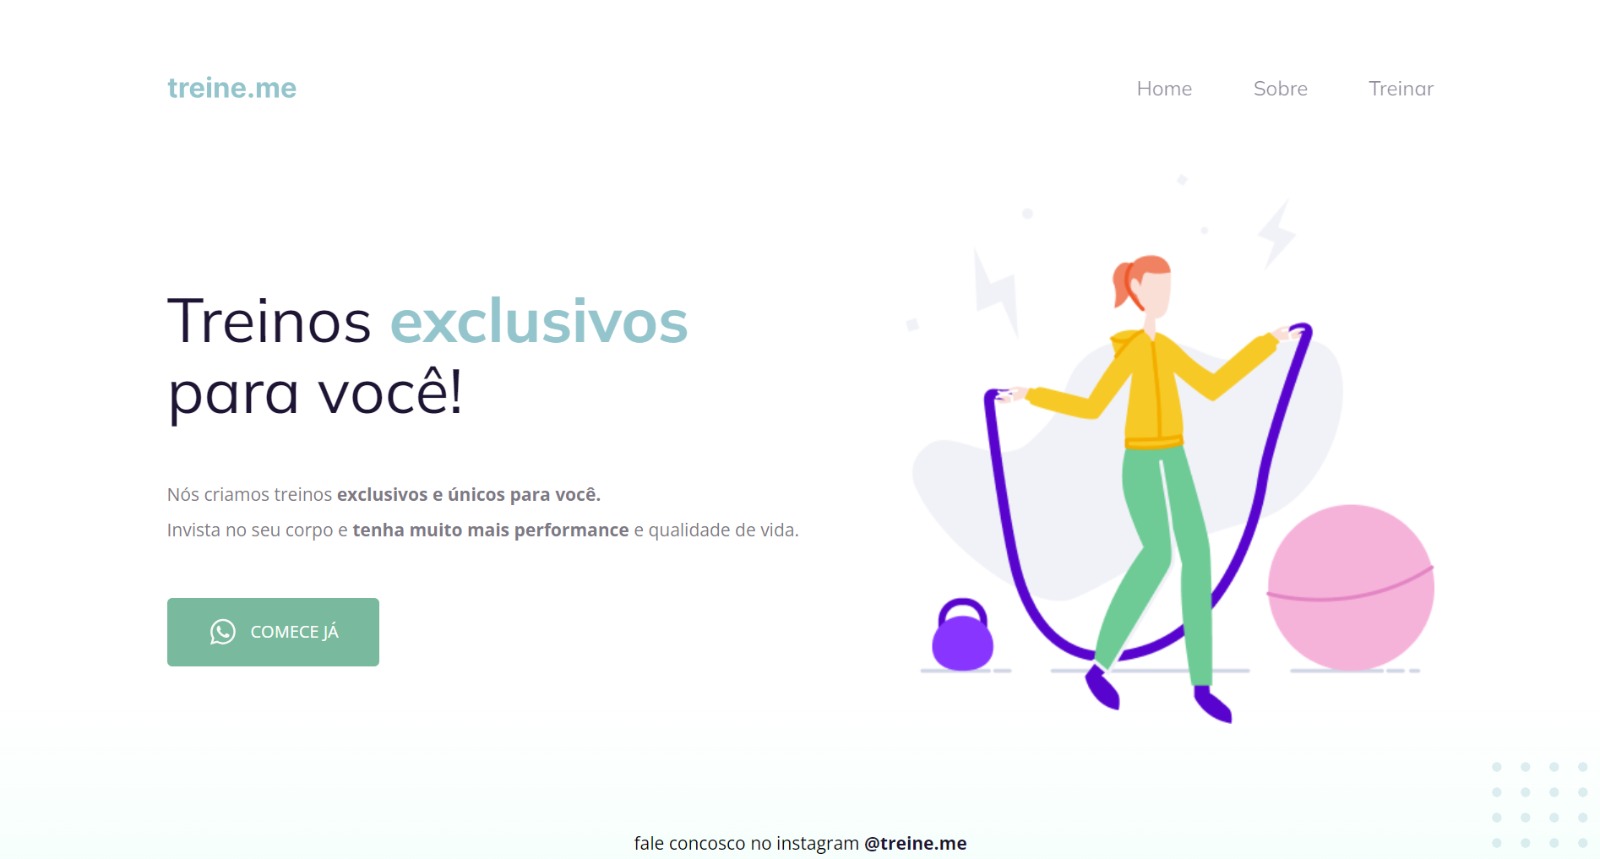 treine.me
Home Sobre Treinar
Treinos exclusivos
para você!
Nós criamos treinos exclusivos e únicos para você.
Invista no seu corpo e tenha muito mais performance e qualidade de vida.
COMECE JÁ
fale concosco no instagram @treine.me